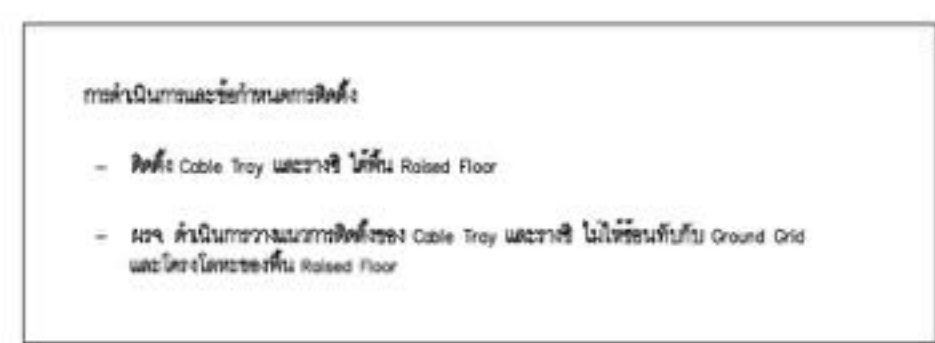 การดำเนินการและข้อกำหนดการติดตั้ง
- ติดตั้ง Cable Tray และรางซี ใต้พื้น Raised Floor
- ผรจ. ดำเนินการวางแนวการติดตั้งของ Cable Tray และรางซี ไม่ให้ซ้อนทับกับ Ground Grid
และโครงโลหะของพื้น Raised Floor